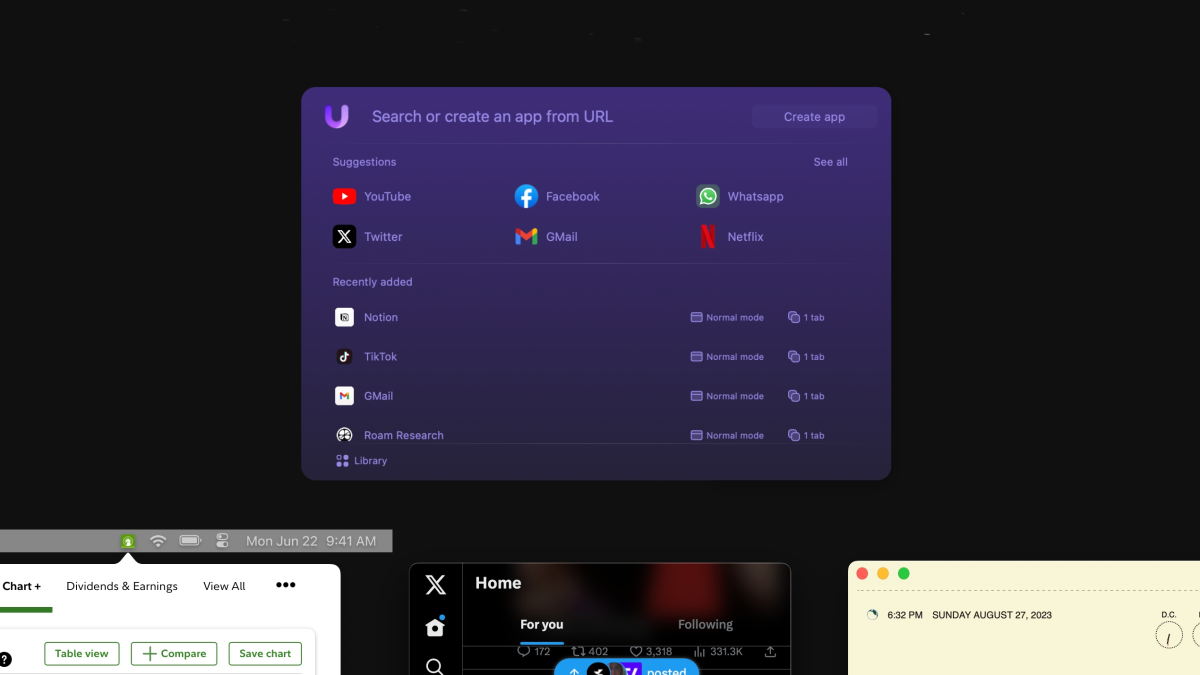 Search or create an app from URL
Create app
Suggestions
See all
YouTube
Facebook
Whatsapp
Twitter
GMail
Netflix
Recently added
Notion
Normal mode
1 tab
TikTok
Normal mode
1 tab
GMail
Normal mode
1 tab
Roam Research
Normal mode
1 tab
Library
Mon Jun 22 9:41 AM
Chart +
Dividends & Earnings
View All
Table view
Compare
Save chart
Home
For you
Following
172
402
3,318
331.3K
posted
6:32 PM
SUNDAY AUGUST 27, 2023
D.C.